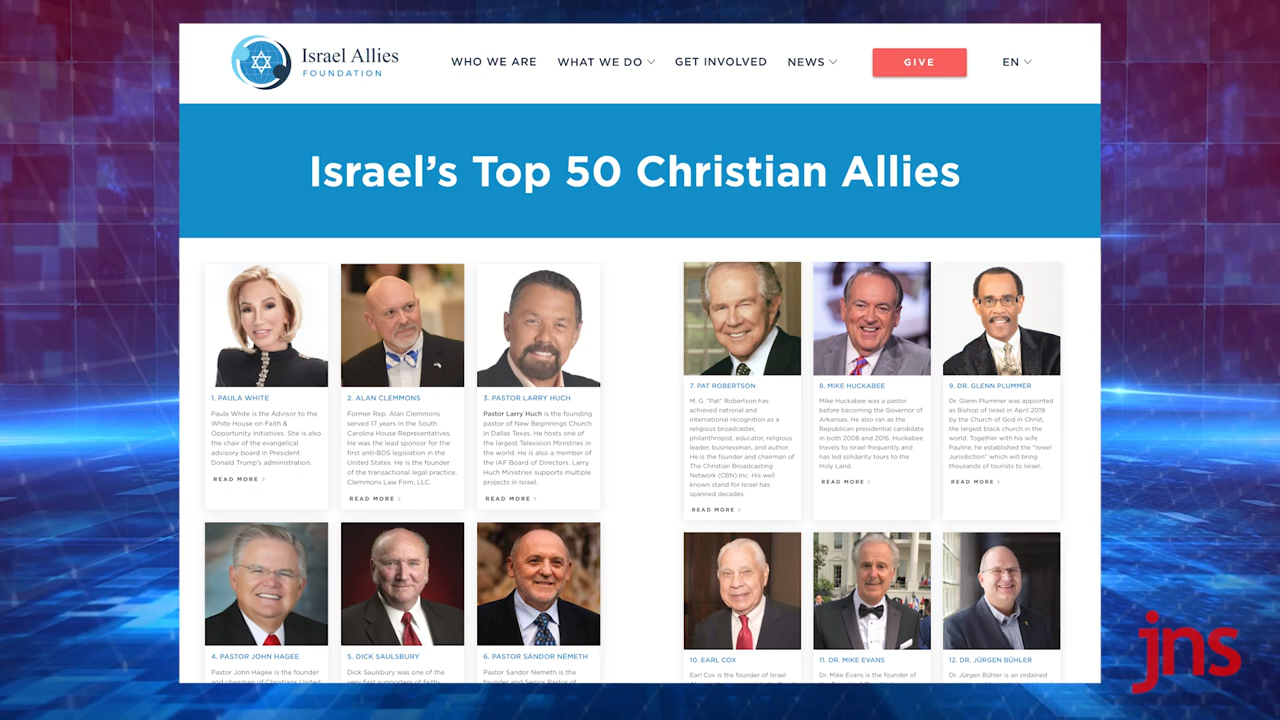 Israel Allies
FOUNDATION
WHO WE ARE
WHAT WE DO
GET INVOLVED
NEWS
GIVE
EN
Israel's Top 50 Christian Allies
1. PAULA WHITE
Paula White is the Advisor to the
White House on Faith &
Opportunity Initiatives. She is also
the chair of the evangelical
advisory board in President
Donald Trump's administration.
READ MORE >
2. ALAN CLEMMONS
Former Rep. Alan Clemmons
served 17 years in the South
Carolina House Representatives.
He was the lead sponsor for the
first anti-BDS legislation in the
United States. He is the founder
of the transactional legal practice,
Clemmons Law Firm, LLC.
READ MORE >
3. PASTOR LARRY HUCH
Pastor Larry Huch is the founding
pastor of New Beginnings Church
in Dallas Texas. He hosts one of
the largest Television Ministries in
the world. He is also a member of
the IAF Board of Directors. Larry
Huch Ministries supports multiple
projects in Israel.
READ MORE >
7. PAT ROBERTSON
M. G. "Pat" Robertson has
achieved national and
international recognition as a
religious broadcaster,
philanthropist, educator, religious
leader, businessman, and author.
He is the founder and chairman of
The Christian Broadcasting
Network (CBN) Inc. His well
known stand for Israel has
spanned decades.
READ MORE >
8. MIKE HUCKABEE
Mike Huckabee was a pastor
before becoming the Governor of
Arkansas. He also ran as the
Republican presidential candidate
in both 2008 and 2016. Huckabee
travels to Israel frequently and
has led solidarity tours to the
Holy Land.
READ MORE >
9. DR. GLENN PLUMMER
Dr. Glenn Plummer was appointed
as Bishop of Israel in April 2019
by the Church of God in Christ,
the largest black church in the
world. Together with his wife
Pauline, he established the "Israel
Jurisdiction" which will bring
thousands of tourists to Israel.
READ MORE >
4. PASTOR JOHN HAGEE
Pastor John Hagee is the founder
and chairman of Christians United
5. DICK SAULSBURY
Dick Saulsbury was one of the
very first supporters of faith-
6. PASTOR SÁNDOR NÉMETH
Pastor Sandor Nemeth is the
founder and Senior Pastor of
10. EARL COX
Earl Cox is the founder of Israel
11. DR. MIKE EVANS
Dr. Mike Evans is the founder of
12. DR. JÜRGEN BÜHLER
Dr. Jürgen Bühler is an ordained
jns